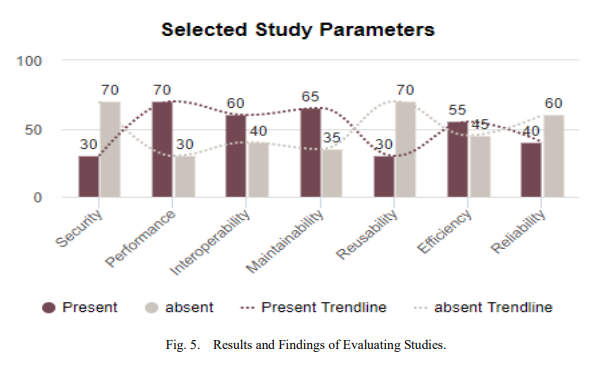 Selected Study Parameters
100
50
0
30 70 70 30 60 40 65 35 30 70 55 45 40 60
Security Performance Interoperability Maintainability Reusability Efficiency Reliability
Present absent Present Trendline absent Trendline
Fig. 5. Results and Findings of Evaluating Studies.